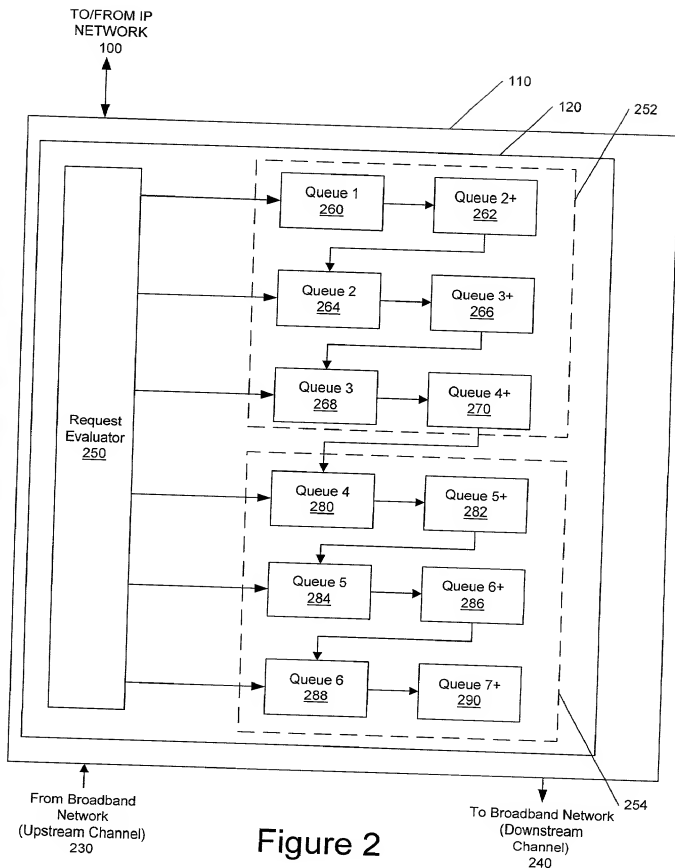 TO/FROM IP
NETWORK
100
110
120
252
Queue 1
260
Queue 2+
262
Queue 2
264
Queue 3+
266
Queue 3
268
Queue 4+
270
Request
Evaluator
250
Queue 4
280
Queue 5+
282
Queue 5
284
Queue 6+
286
Queue 6
288
Queue 7+
290
254
From Broadband
Network
(Upstream Channel)
230
To Broadband Network
(Downstream
Channel)
240
Figure 2